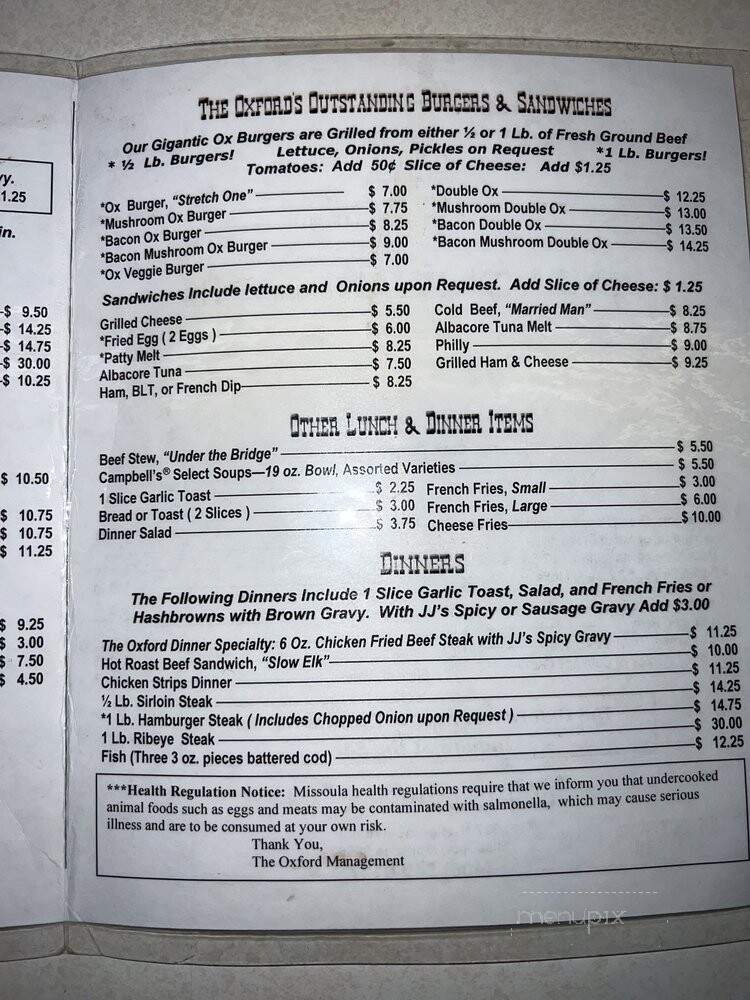 y.
1.25
in.
$ 9.50
$ 14.25
$ 14.75
$ 30.00
$ 10.25
$ 10.50
$ 10.75
$ 10.75
$ 11.25
$ 9.25
$ 3.00
$ 7.50
$ 4.50
THE OXFORD'S OUTSTANDING BURGERS & SANDWICHES
Our Gigantic Ox Burgers are Grilled from either ½ or 1 Lb. of Fresh Ground Beef
* ½ Lb. Burgers! Lettuce, Onions, Pickles on Request *1 Lb. Burgers!
Tomatoes: Add 50¢ Slice of Cheese: Add $1.25
*Ox Burger, "Stretch One" $ 7.00
*Mushroom Ox Burger $ 7.75
*Bacon Ox Burger $ 8.25
*Bacon Mushroom Ox Burger $ 9.00
*Ox Veggie Burger $ 7.00
*Double Ox $ 12.25
*Mushroom Double Ox $ 13.00
*Bacon Double Ox $ 13.50
*Bacon Mushroom Double Ox $ 14.25
Sandwiches Include lettuce and Onions upon Request. Add Slice of Cheese: $ 1.25
Grilled Cheese $ 5.50
*Fried Egg ( 2 Eggs ) $ 6.00
*Patty Melt $ 8.25
Albacore Tuna $ 7.50
Ham, BLT, or French Dip $ 8.25
Cold Beef, "Married Man" $ 8.25
Albacore Tuna Melt $ 8.75
Philly $ 9.00
Grilled Ham & Cheese $ 9.25
OTHER LUNCH & DINNER ITEMS
Beef Stew, "Under the Bridge" $ 5.50
Campbell's® Select Soups—19 oz. Bowl, Assorted Varieties $ 5.50
1 Slice Garlic Toast $ 2.25
Bread or Toast ( 2 Slices ) $ 3.00
Dinner Salad $ 3.75
French Fries, Small $ 3.00
French Fries, Large $ 6.00
Cheese Fries $ 10.00
DINNERS
The Following Dinners Include 1 Slice Garlic Toast, Salad, and French Fries or
Hashbrowns with Brown Gravy. With JJ's Spicy or Sausage Gravy Add $3.00
The Oxford Dinner Specialty: 6 Oz. Chicken Fried Beef Steak with JJ's Spicy Gravy $ 11.25
Hot Roast Beef Sandwich, "Slow Elk" $ 10.00
Chicken Strips Dinner $ 11.25
½ Lb. Sirloin Steak $ 14.25
*1 Lb. Hamburger Steak ( Includes Chopped Onion upon Request ) $ 14.75
1 Lb. Ribeye Steak $ 30.00
Fish (Three 3 oz. pieces battered cod) $ 12.25
***Health Regulation Notice: Missoula health regulations require that we inform you that undercooked
animal foods such as eggs and meats may be contaminated with salmonella, which may cause serious
illness and are to be consumed at your own risk.
Thank You,
The Oxford Management
menupix